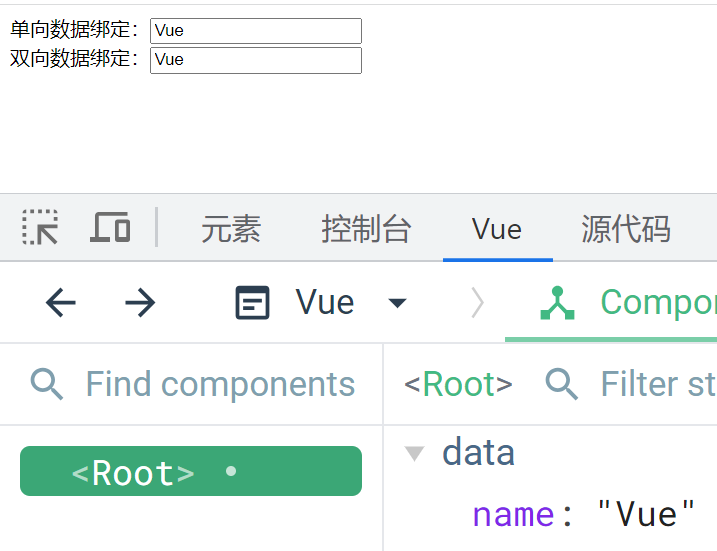 单向数据绑定：Vue
双向数据绑定：Vue
元素 控制台 Vue 源代码
Vue Compo
Find components <Root> Filter st
<Root>
data
name: "Vue"